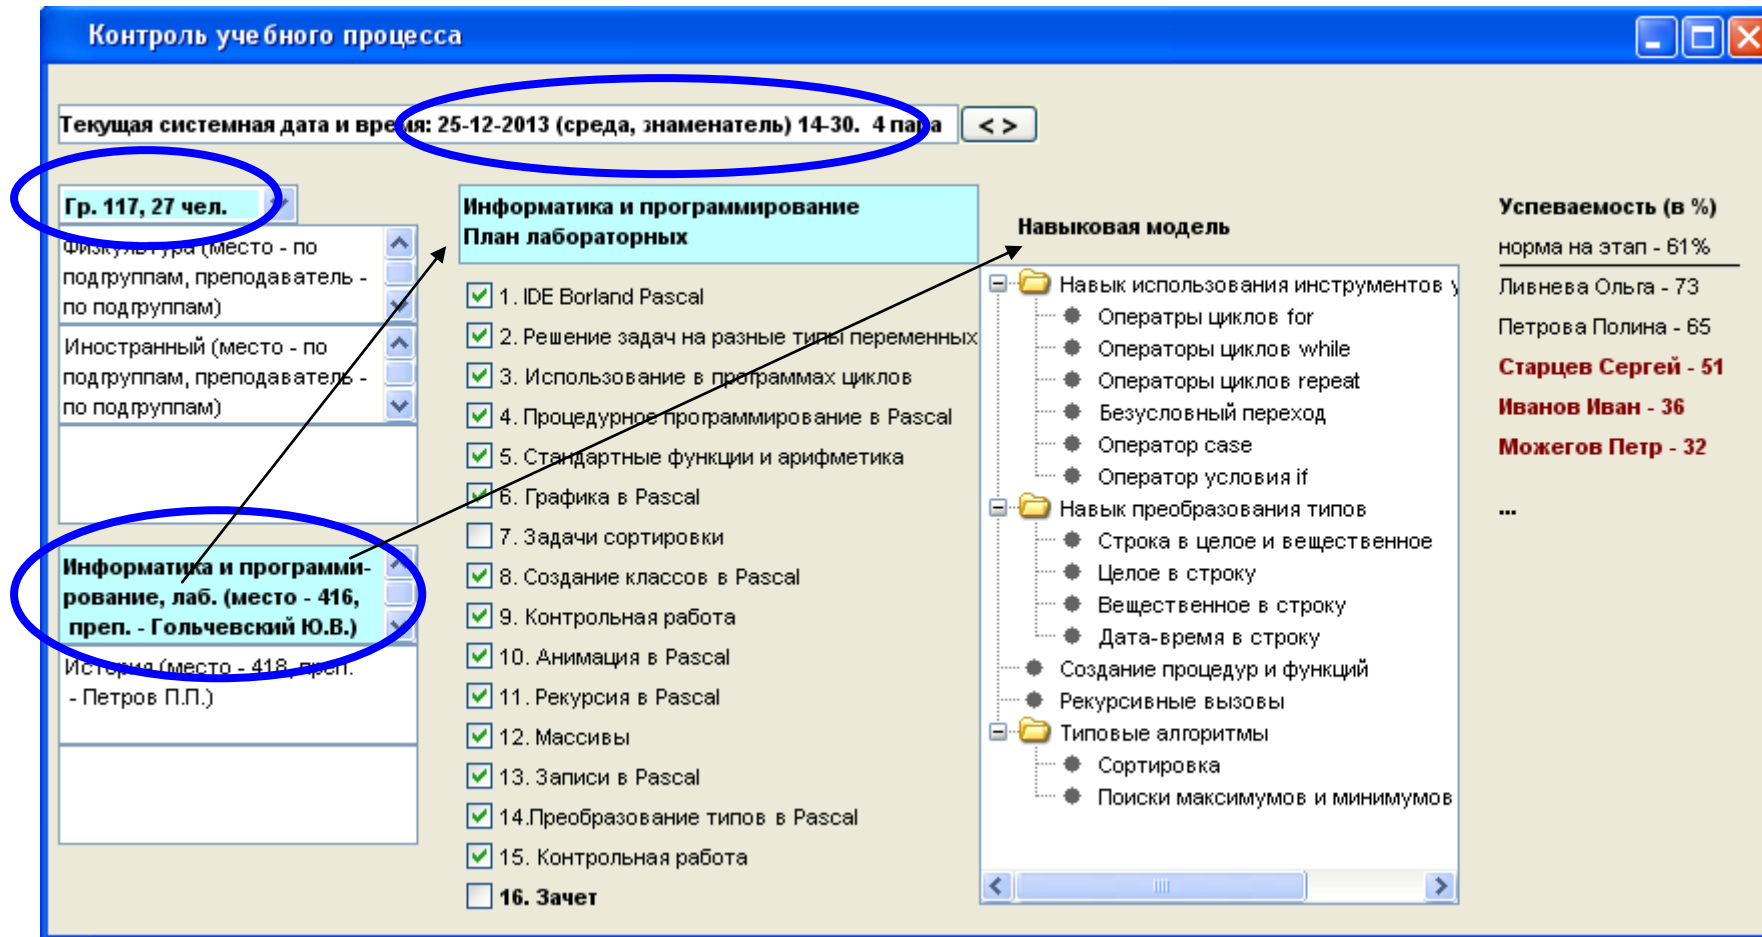 Контроль учебного процесса
Текущая системная дата и время: 25-12-2013 (среда, знаменатель) 14-30. 4 пара
< >
Гр. 117, 27 чел.
Физкультура (место - по
подгруппам, преподаватель -
по подгруппам)
Иностранный (место - по
подгруппам, преподаватель -
по подгруппам)
Информатика и программи-
рование, лаб. (место - 416,
преп. - Гольчевский Ю.В.)
История (место - 418, преп.
- Петров П.П.)
Информатика и программирование
План лабораторных
1. IDE Borland Pascal
2. Решение задач на разные типы переменных
3. Использование в программах циклов
4. Процедурное программирование в Pascal
5. Стандартные функции и арифметика
6. Графика в Pascal
7. Задачи сортировки
8. Создание классов в Pascal
9. Контрольная работа
10. Анимация в Pascal
11. Рекурсия в Pascal
12. Массивы
13. Записи в Pascal
14.Преобразование типов в Pascal
15. Контрольная работа
16. Зачет
Навыковая модель
Навык использования инструментов у
Оператры циклов for
Операторы циклов while
Операторы циклов repeat
Безусловный переход
Оператор case
Оператор условия if
Навык преобразования типов
Строка в целое и вещественное
Целое в строку
Вещественное в строку
Дата-время в строку
Создание процедур и функций
Рекурсивные вызовы
Типовые алгоритмы
Сортировка
Поиски максимумов и минимумов
Успеваемость (в %)
норма на этап - 61%
Ливнева Ольга - 73
Петрова Полина - 65
Старцев Сергей - 51
Иванов Иван - 36
Можегов Петр - 32
...